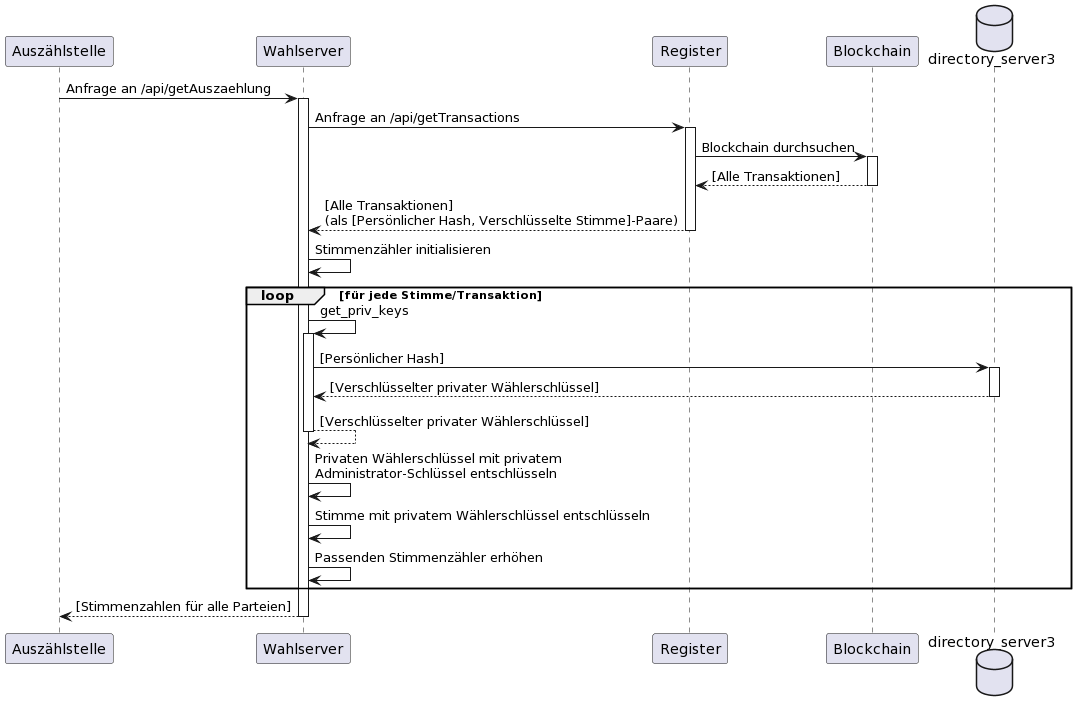 Auszählstelle
Wahlserver
Register
Blockchain
directory_server3
Anfrage an /api/getAuszaehlung
Anfrage an /api/getTransactions
Blockchain durchsuchen
[Alle Transaktionen]
[Alle Transaktionen]
(als [Persönlicher Hash, Verschlüsselte Stimme]-Paare)
Stimmenzähler initialisieren
loop
[für jede Stimme/Transaktion]
get_priv_keys
[Persönlicher Hash]
[Verschlüsselter privater Wählerschlüssel]
[Verschlüsselter privater Wählerschlüssel]
Privaten Wählerschlüssel mit privatem
Administrator-Schlüssel entschlüsseln
Stimme mit privatem Wählerschlüssel entschlüsseln
Passenden Stimmenzähler erhöhen
[Stimmenzahlen für alle Parteien]
Auszählstelle
Wahlserver
Register
Blockchain
directory_server3